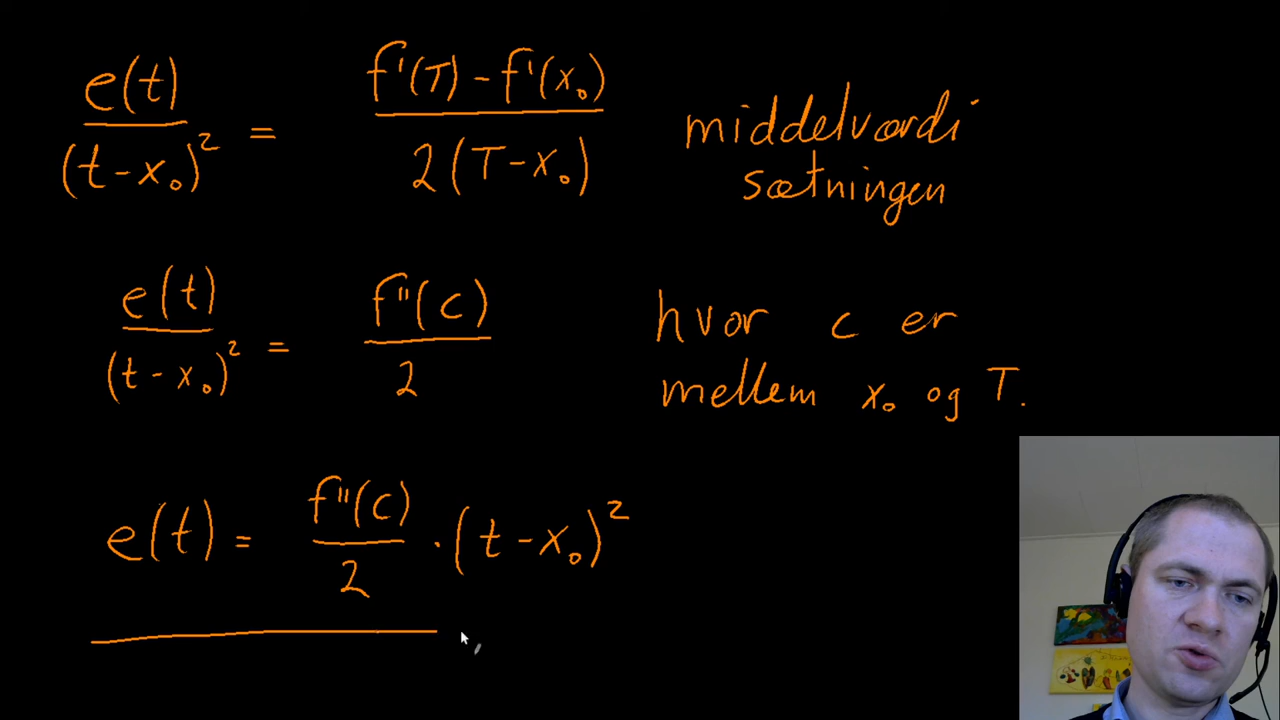 e(t)/(t-x₀)² = (f'(T) - f'(x₀))/(2(T-x₀)) middelværdi
sætningen
e(t)/(t-x₀)² = f''(c)/2 hvor c er
mellem x₀ og T.
e(t) = f''(c)/2 · (t-x₀)²